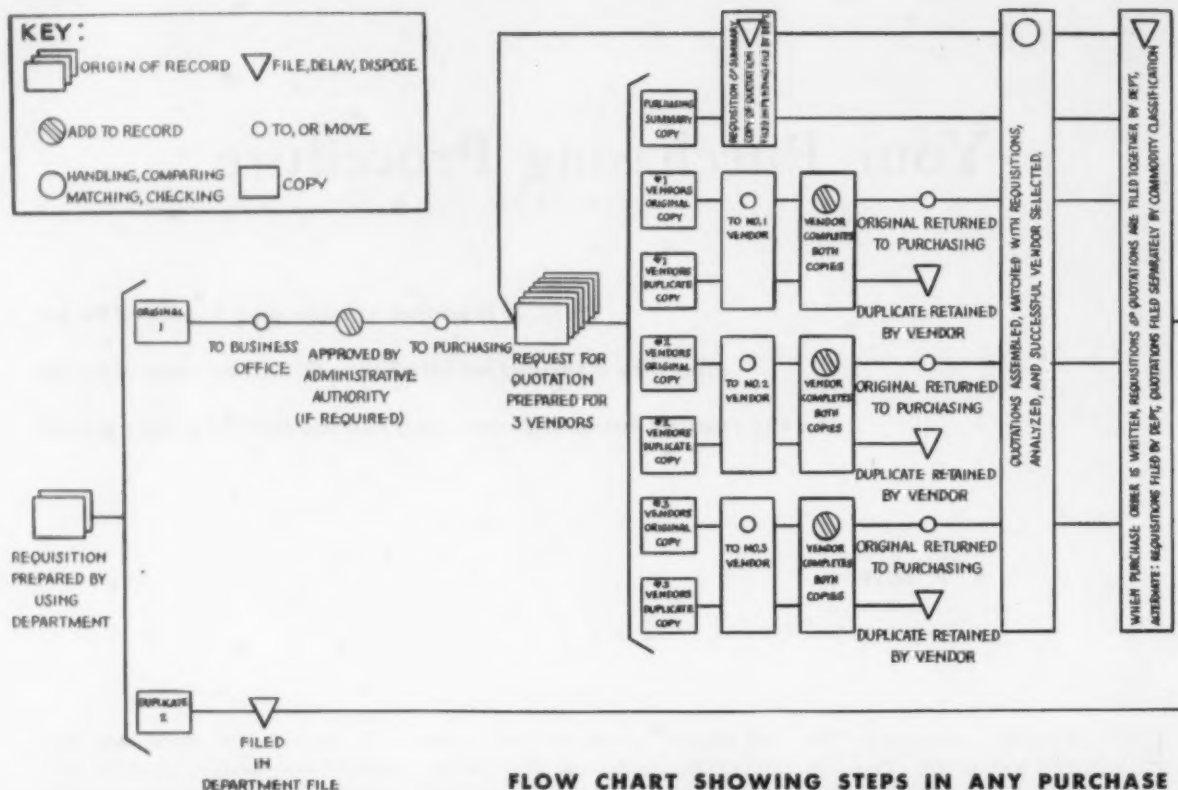 KEY:
ORIGIN OF RECORD
FILE, DELAY, DISPOSE
ADD TO RECORD
TO, OR MOVE
HANDLING, COMPARING
MATCHING, CHECKING
COPY
REQUISITION
PREPARED BY
USING
DEPARTMENT
ORIGINAL
1
TO BUSINESS
OFFICE
APPROVED BY
ADMINISTRATIVE
AUTHORITY
(IF REQUIRED)
TO PURCHASING
REQUEST FOR
QUOTATION
PREPARED FOR
3 VENDORS
DUPLICATE
2
FILED
IN
DEPARTMENT FILE
REQUISITION & SUMMARY
COPY OF QUOTATION
FILED IN PENDING FILE BY DEPT.
PURCHASING
SUMMARY
COPY
#1
VENDORS
ORIGINAL
COPY
TO NO.1
VENDOR
VENDOR
COMPLETES
BOTH
COPIES
ORIGINAL RETURNED
TO PURCHASING
#1
VENDORS
DUPLICATE
COPY
DUPLICATE RETAINED
BY VENDOR
#2
VENDORS
ORIGINAL
COPY
TO NO.2
VENDOR
VENDOR
COMPLETES
BOTH
COPIES
ORIGINAL RETURNED
TO PURCHASING
#2
VENDORS
DUPLICATE
COPY
DUPLICATE RETAINED
BY VENDOR
#3
VENDORS
ORIGINAL
COPY
TO NO.3
VENDOR
VENDOR
COMPLETES
BOTH
COPIES
ORIGINAL RETURNED
TO PURCHASING
#3
VENDORS
DUPLICATE
COPY
DUPLICATE RETAINED
BY VENDOR
QUOTATIONS ASSEMBLED, MATCHED WITH REQUISITIONS,
ANALYZED, AND SUCCESSFUL VENDOR SELECTED.
WHEN PURCHASE ORDER IS WRITTEN, REQUISITIONS & QUOTATIONS ARE FILED TOGETHER BY DEPT,
ALTERNATE: REQUISITIONS FILED BY DEPT, QUOTATIONS FILED SEPARATELY BY COMMODITY CLASSIFICATION
FLOW CHART SHOWING STEPS IN ANY PURCHASE